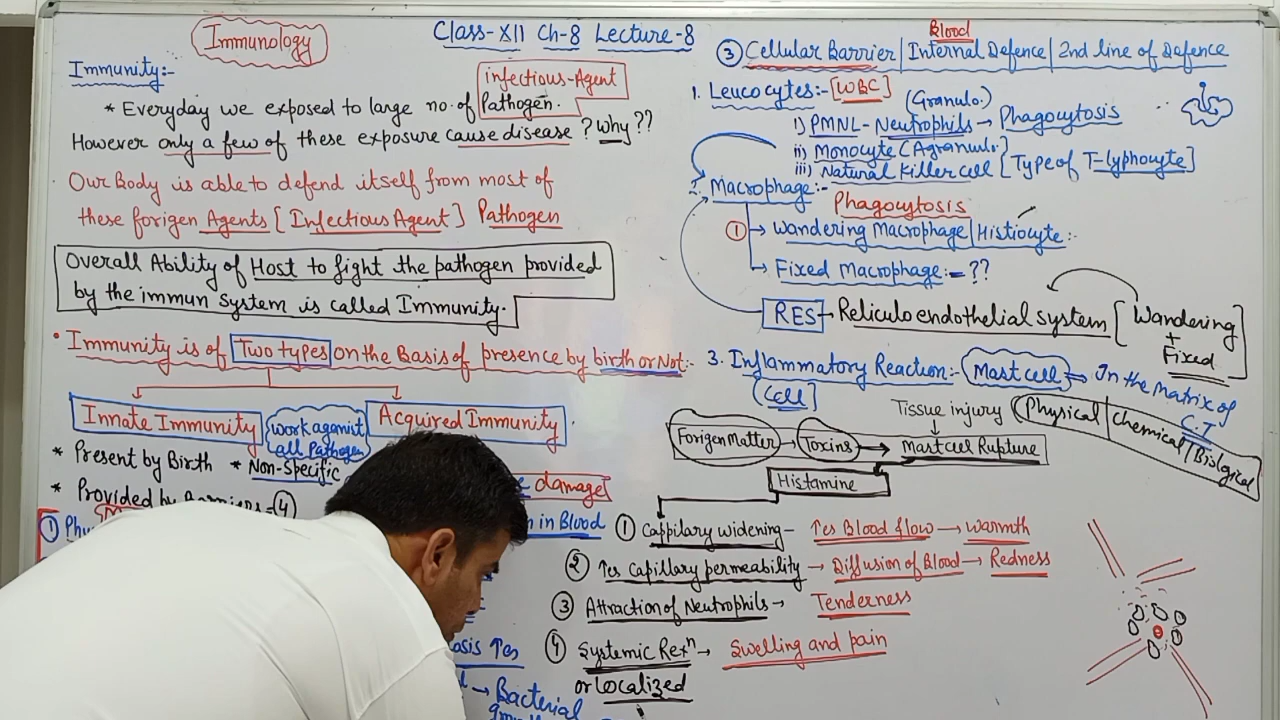 Immunology
Class-XII Ch-8 Lecture-8
Immunity:-
infectious-Agent
* Everyday we exposed to large no. of Pathogen.
However only a few of these exposure cause disease ? why??
Our Body is able to defend itself from most of
these forigen Agents [Infectious Agent] Pathogen
Overall Ability of Host to fight the pathogen provided
by the immun system is called Immunity.
• Immunity is of Two types on the Basis of presence by birth or Not:-
Innate Immunity
work against
all Pathogen
Acquired Immunity
* Present by Birth * Non-Specific
* Provided by Barriers=(4)
damage
① Phy
n in Blood
osis ↑es
→ Bacterial
Blood
③ Cellular Barrier | Internal Defence | 2nd line of Defence
1. Leucocytes:- [WBC]
(Granulo.)
i) PMNL- Neutrophils → Phagocytosis
ii) Monocyte (Agranulo.)
iii) Natural Killer cell [Type of T-lyphocyte]
2. Macrophage:-
Phagocytosis
① → Wandering Macrophage | Histiocyte:-
→ Fixed Macrophage:- ??
RES → Reliculo endothelial system [Wandering
+
Fixed]
3. Inflammatory Reaction:- Mast cell ⇒ In the matrix of
C.T
[Cell]
Tissue injury (Physical | Chemical | Biological
Forigen Matter → Toxins → Mast cell Rupture
Histamine
① Cappilary widening - ↑es Blood flow → warmth
② ↑es Capillary permeability → Diffusion of Blood → Redness
③ Attraction of Neutrophils → Tenderness
④ Systemic Rexⁿ → Swelling and pain
or Localized